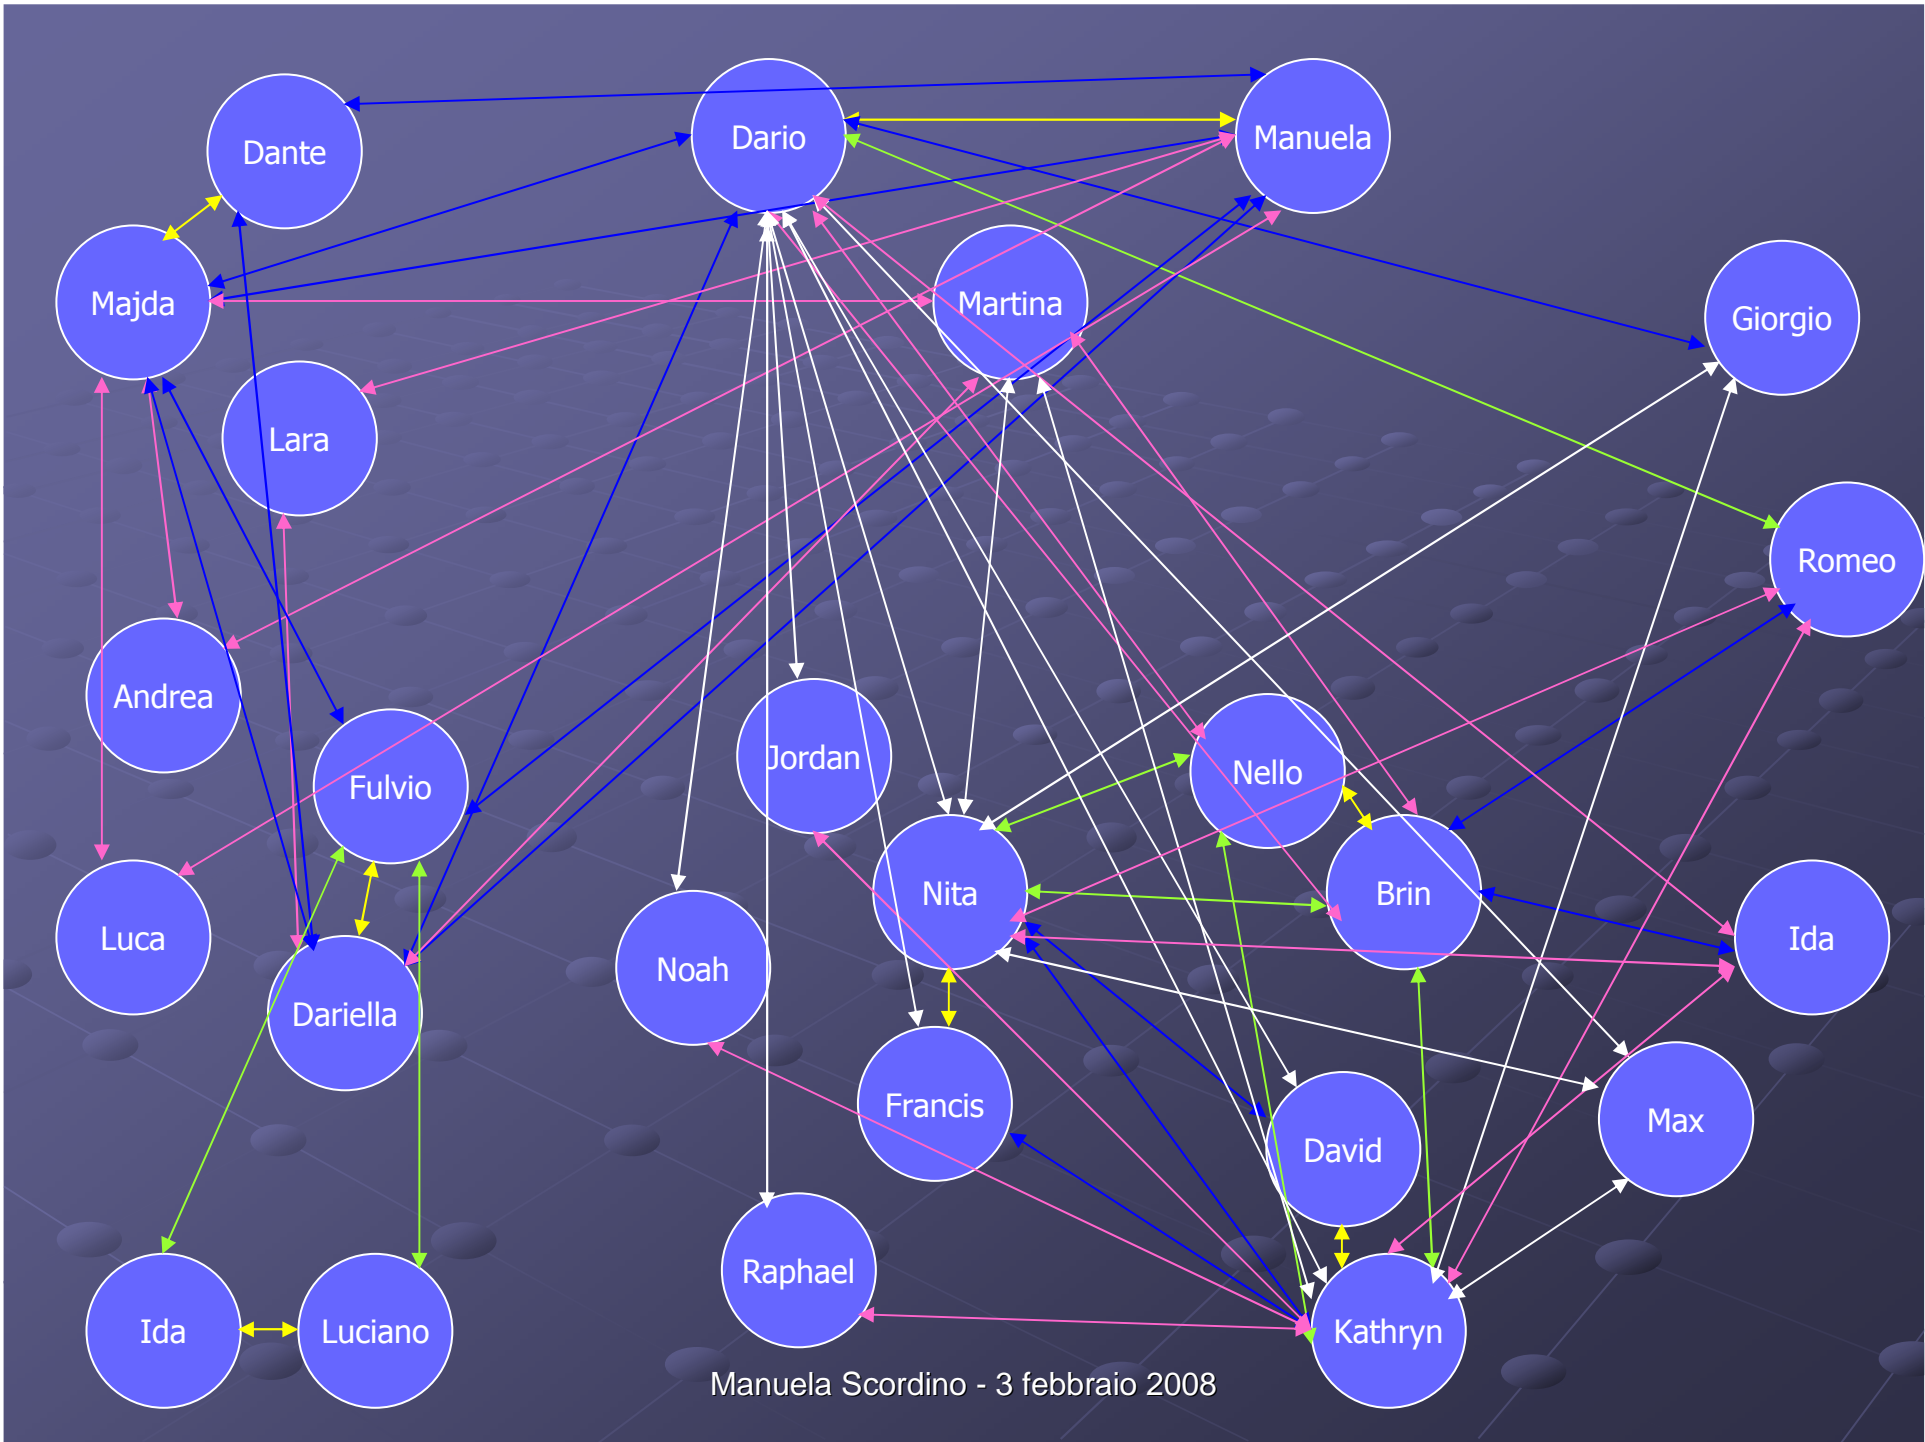 Dante
Dario
Manuela
Majda
Martina
Giorgio
Lara
Romeo
Andrea
Fulvio
Jordan
Nello
Nita
Brin
Luca
Noah
Ida
Dariella
Francis
David
Max
Raphael
Ida
Luciano
Kathryn
Manuela Scordino - 3 febbraio 2008